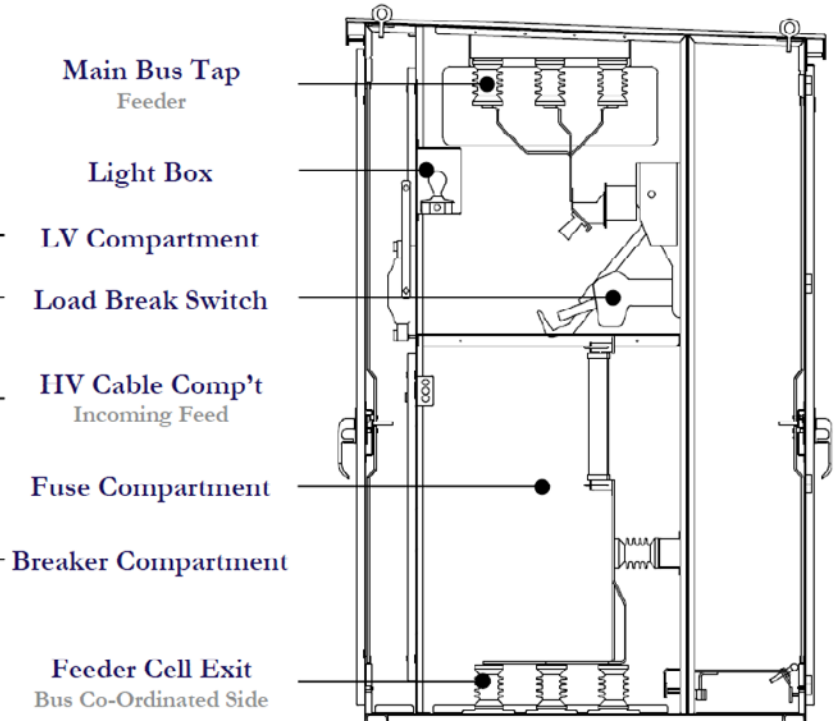 Main Bus Tap
Feeder
Light Box
LV Compartment
Load Break Switch
HV Cable Comp't
Incoming Feed
Fuse Compartment
Breaker Compartment
Feeder Cell Exit
Bus Co-Ordinated Side